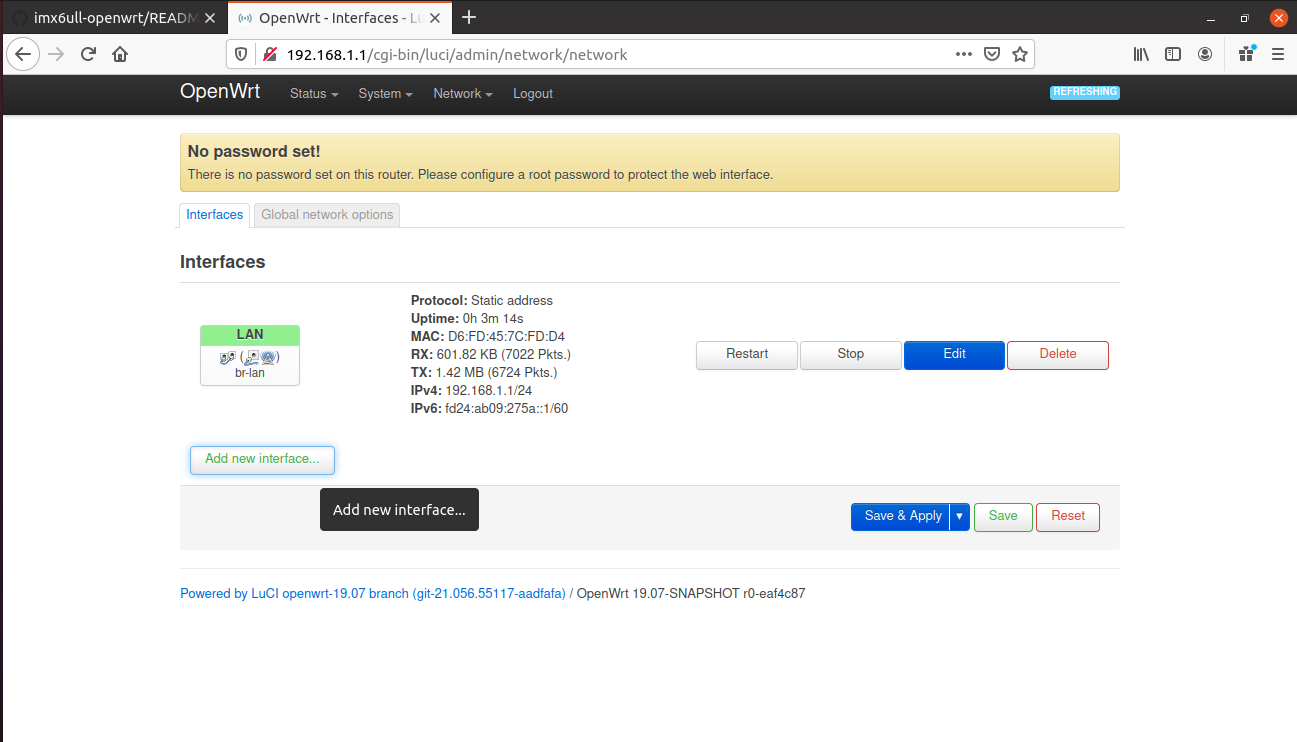 imx6ull-openwrt/READM
OpenWrt - Interfaces - Lu
192.168.1.1/cgi-bin/luci/admin/network/network
OpenWrt Status System Network Logout REFRESHING
No password set!
There is no password set on this router. Please configure a root password to protect the web interface.
Interfaces Global network options
Interfaces
LAN
br-lan
Protocol: Static address
Uptime: 0h 3m 14s
MAC: D6:FD:45:7C:FD:D4
RX: 601.82 KB (7022 Pkts.)
TX: 1.42 MB (6724 Pkts.)
IPv4: 192.168.1.1/24
IPv6: fd24:ab09:275a::1/60
Restart Stop Edit Delete
Add new interface...
Add new interface...
Save & Apply Save Reset
Powered by LuCI openwrt-19.07 branch (git-21.056.55117-aadfafa) / OpenWrt 19.07-SNAPSHOT r0-eaf4c87